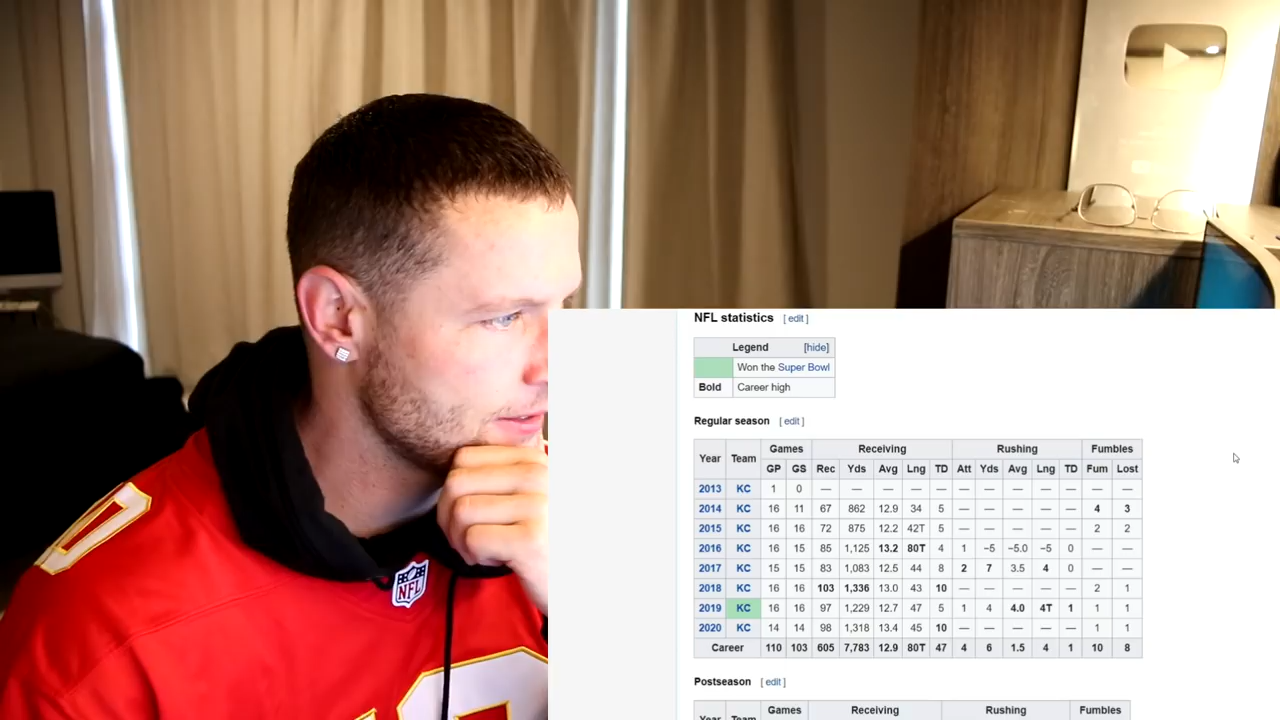 NFL
NFL statistics [ edit ]
Legend [hide]
Won the Super Bowl
Bold Career high
Regular season [ edit ]
Year Team Games Receiving Rushing Fumbles
GP GS Rec Yds Avg Lng TD Att Yds Avg Lng TD Fum Lost
2013 KC 1 0 — — — — — — — — — — — —
2014 KC 16 11 67 862 12.9 34 5 — — — — — 4 3
2015 KC 16 16 72 875 12.2 42T 5 — — — — — 2 2
2016 KC 16 15 85 1,125 13.2 80T 4 1 −5 −5.0 −5 0 — —
2017 KC 15 15 83 1,083 12.5 44 8 2 7 3.5 4 0 — —
2018 KC 16 16 103 1,336 13.0 43 10 — — — — — 2 1
2019 KC 16 16 97 1,229 12.7 47 5 1 4 4.0 4T 1 1 1
2020 KC 14 14 98 1,318 13.4 45 10 — — — — — 1 1
Career 110 103 605 7,783 12.9 80T 47 4 6 1.5 4 1 10 8
Postseason [ edit ]
Year Team Games Receiving Rushing Fumbles